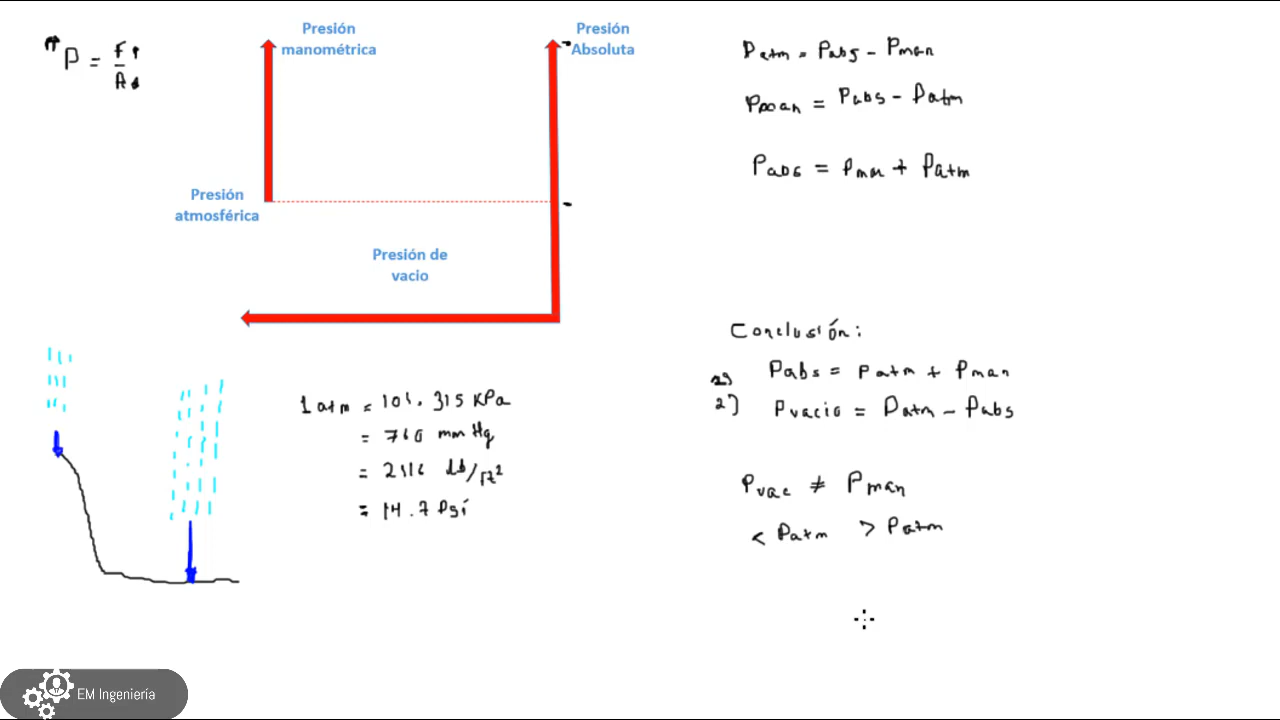 P = F/A
Presión
manométrica
Presión
Absoluta
Presión
atmosférica
Presión de
vacio
1 atm = 101.315 KPa
= 760 mm Hg
= 2116 lb/ft²
= 14.7 Psi
Patm = Pabs - Pman
Pman = Pabs - Patm
Pabs = Pman + Patm
Conclusión:
Pabs = Patm + Pman
2) Pvacio = Patm - Pabs
Pvac ≠ Pman
< Patm > Patm
EM Ingeniería